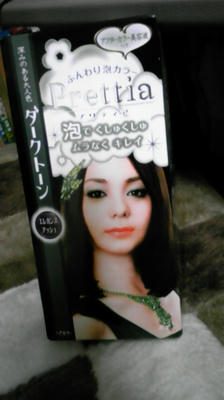 アフターカラー美容液
ふんわり泡カラー
Prettia
泡でくしゅくしゅ
ムラなくキレイ
深みのある大人色
ダークトーン
エレガンス
アッシュ